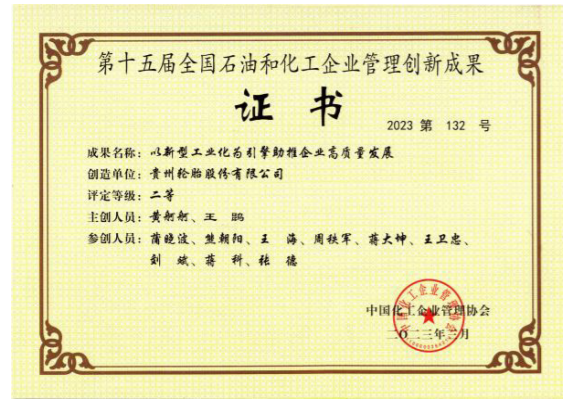 第十五届全国石油和化工企业管理创新成果
证 书
2023 第 132 号
成果名称：以新型工业化为引擎助推企业高质量发展
创造单位：贵州轮胎股份有限公司
评定等级：二等
主创人员：黄舸舸、王 鹍
参创人员：蒲晓波、熊朝阳、王 海、周秩军、蒋大坤、王卫忠、
刘 斌、蒋 科、张 德
中国化工企业管理协会
二〇二三年三月